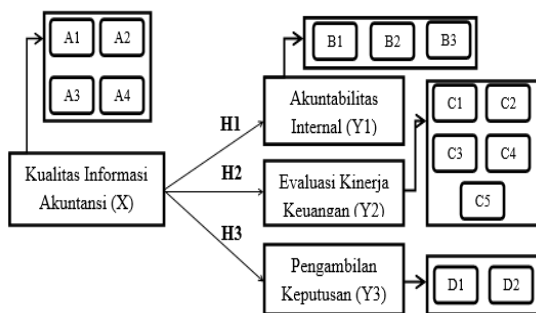 A1 A2
A3 A4
B1 B2 B3
Akuntabilitas
Internal (Y1)
C1 C2
C3 C4
C5
H1
H2
H3
Kualitas Informasi
Akuntansi (X)
Evaluasi Kinerja
Keuangan (Y2)
Pengambilan
Keputusan (Y3)
D1 D2